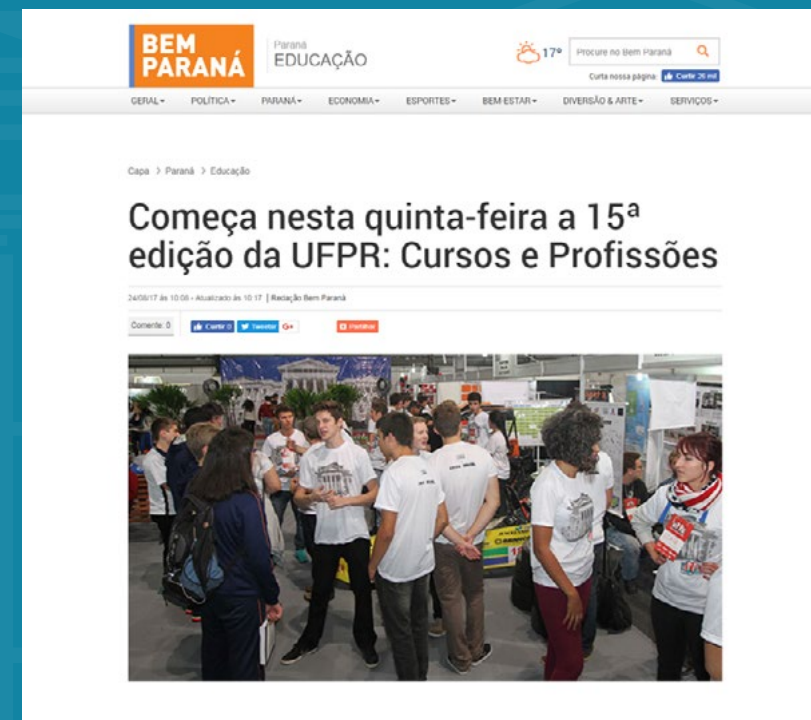 BEM
PARANÁ
Paraná
EDUCAÇÃO
17º
Procure no Bem Paraná
Curta nossa página:
Curtir 26 mil
GERAL
POLÍTICA
PARANÁ
ECONOMIA
ESPORTES
BEM-ESTAR
DIVERSÃO & ARTE
SERVIÇOS
Capa > Paraná > Educação
Começa nesta quinta-feira a 15ª
edição da UFPR: Cursos e Profissões
24/08/17 às 10:08 - Atualizado às 10:17 | Redação Bem Paraná
Comente: 0
Curtir 0
Tweetar
G+
Partilhar